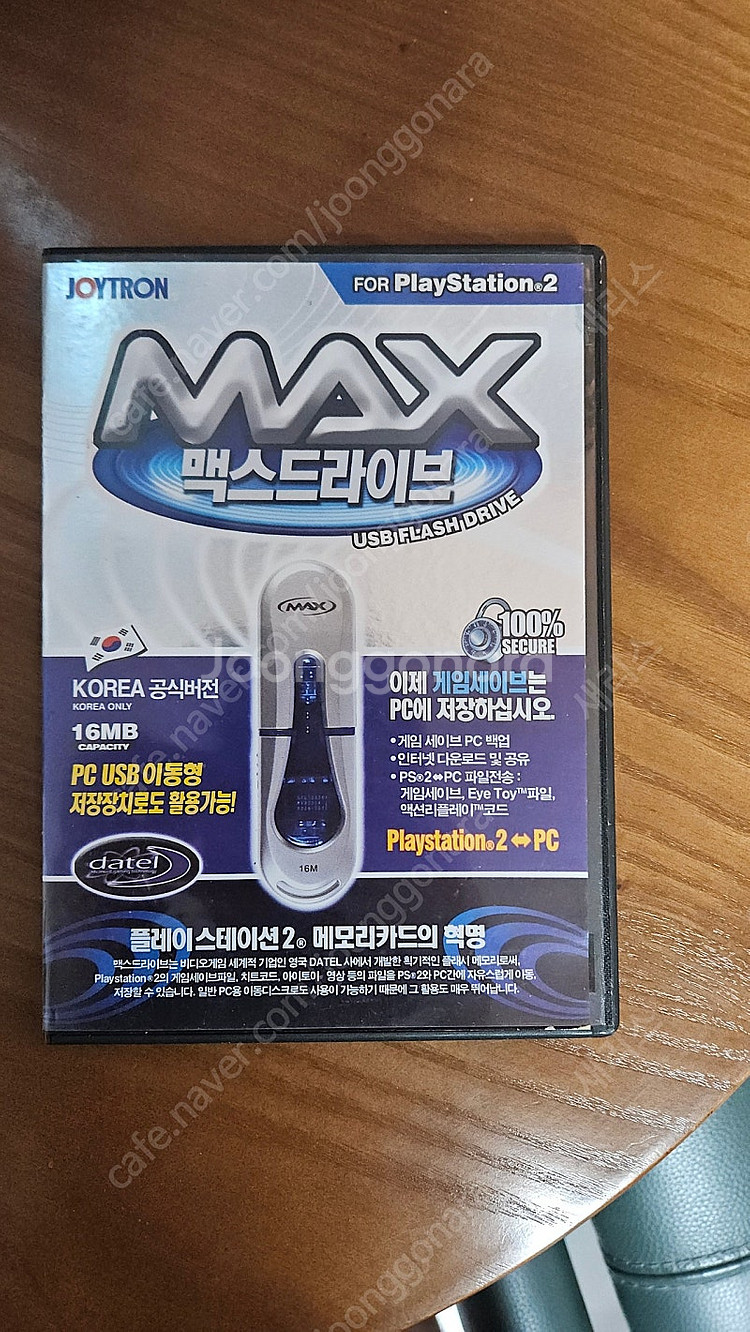 JOYTRON
FOR PlayStation®2
MAX
맥스드라이브
USB FLASH DRIVE
MAX
100%
SECURE
KOREA 공식버전
KOREA ONLY
16MB
CAPACITY
PC USB 이동형
저장장치로도 활용가능!
이제 게임세이브는
PC에 저장하십시오.
•게임 세이브 PC 백업
•인터넷 다운로드 및 공유
•PS®2⇔PC 파일전송 :
게임세이브, Eye Toy™파일,
액션리플레이™코드
Playstation®2⇔PC
16M
datel
플레이스테이션2® 메모리카드의 혁명
맥스드라이브는 비디오게임 세계적 기업인 영국 DATEL 사에서 개발한 획기적인 플래시 메모리로써,
Playstation®2의 게임세이브파일, 치트코드, 아이토이 영상 등의 파일을 PS®2와 PC간에 자유스럽게 이동,
저장할 수 있습니다. 일반 PC용 이동디스크로도 사용이 가능하기 때문에 그 활용도 매우 뛰어납니다.
cafe.naver.com/joonggonara
joonggonara
새티스